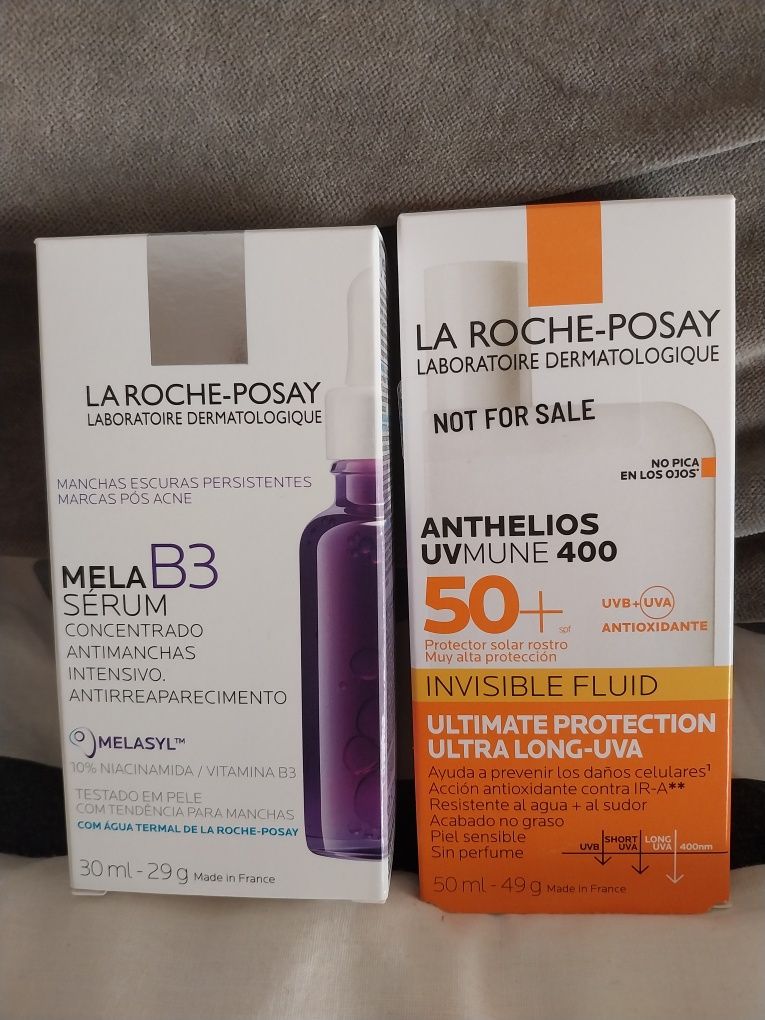 LA ROCHE-POSAY
LABORATOIRE DERMATOLOGIQUE
MANCHAS ESCURAS PERSISTENTES
MARCAS PÓS ACNE
MELA B3
SÉRUM
CONCENTRADO
ANTIMANCHAS
INTENSIVO.
ANTIRREAPARECIMENTO
MELASYL™
10% NIACINAMIDA / VITAMINA B3
TESTADO EM PELE
COM TENDÊNCIA PARA MANCHAS
COM ÁGUA TERMAL DE LA ROCHE-POSAY
30 ml - 29 g Made in France
LA ROCHE-POSAY
LABORATOIRE DERMATOLOGIQUE
NOT FOR SALE
NO PICA
EN LOS OJOS*
ANTHELIOS
UVMUNE 400
50+ spf
UVB+UVA
ANTIOXIDANTE
Protector solar rostro
Muy alta protección
INVISIBLE FLUID
ULTIMATE PROTECTION
ULTRA LONG-UVA
Ayuda a prevenir los daños celulares¹
Acción antioxidante contra IR-A**
Resistente al agua + al sudor
Acabado no graso
Piel sensible
Sin perfume
UVB SHORT UVA LONG UVA 400nm
50 ml - 49 g Made in France